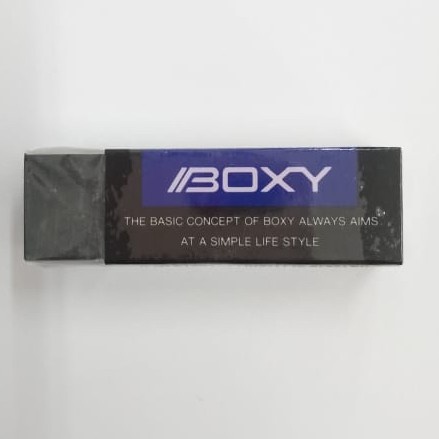 BOXY
THE BASIC CONCEPT OF BOXY ALWAYS AIMS
AT A SIMPLE LIFE STYLE